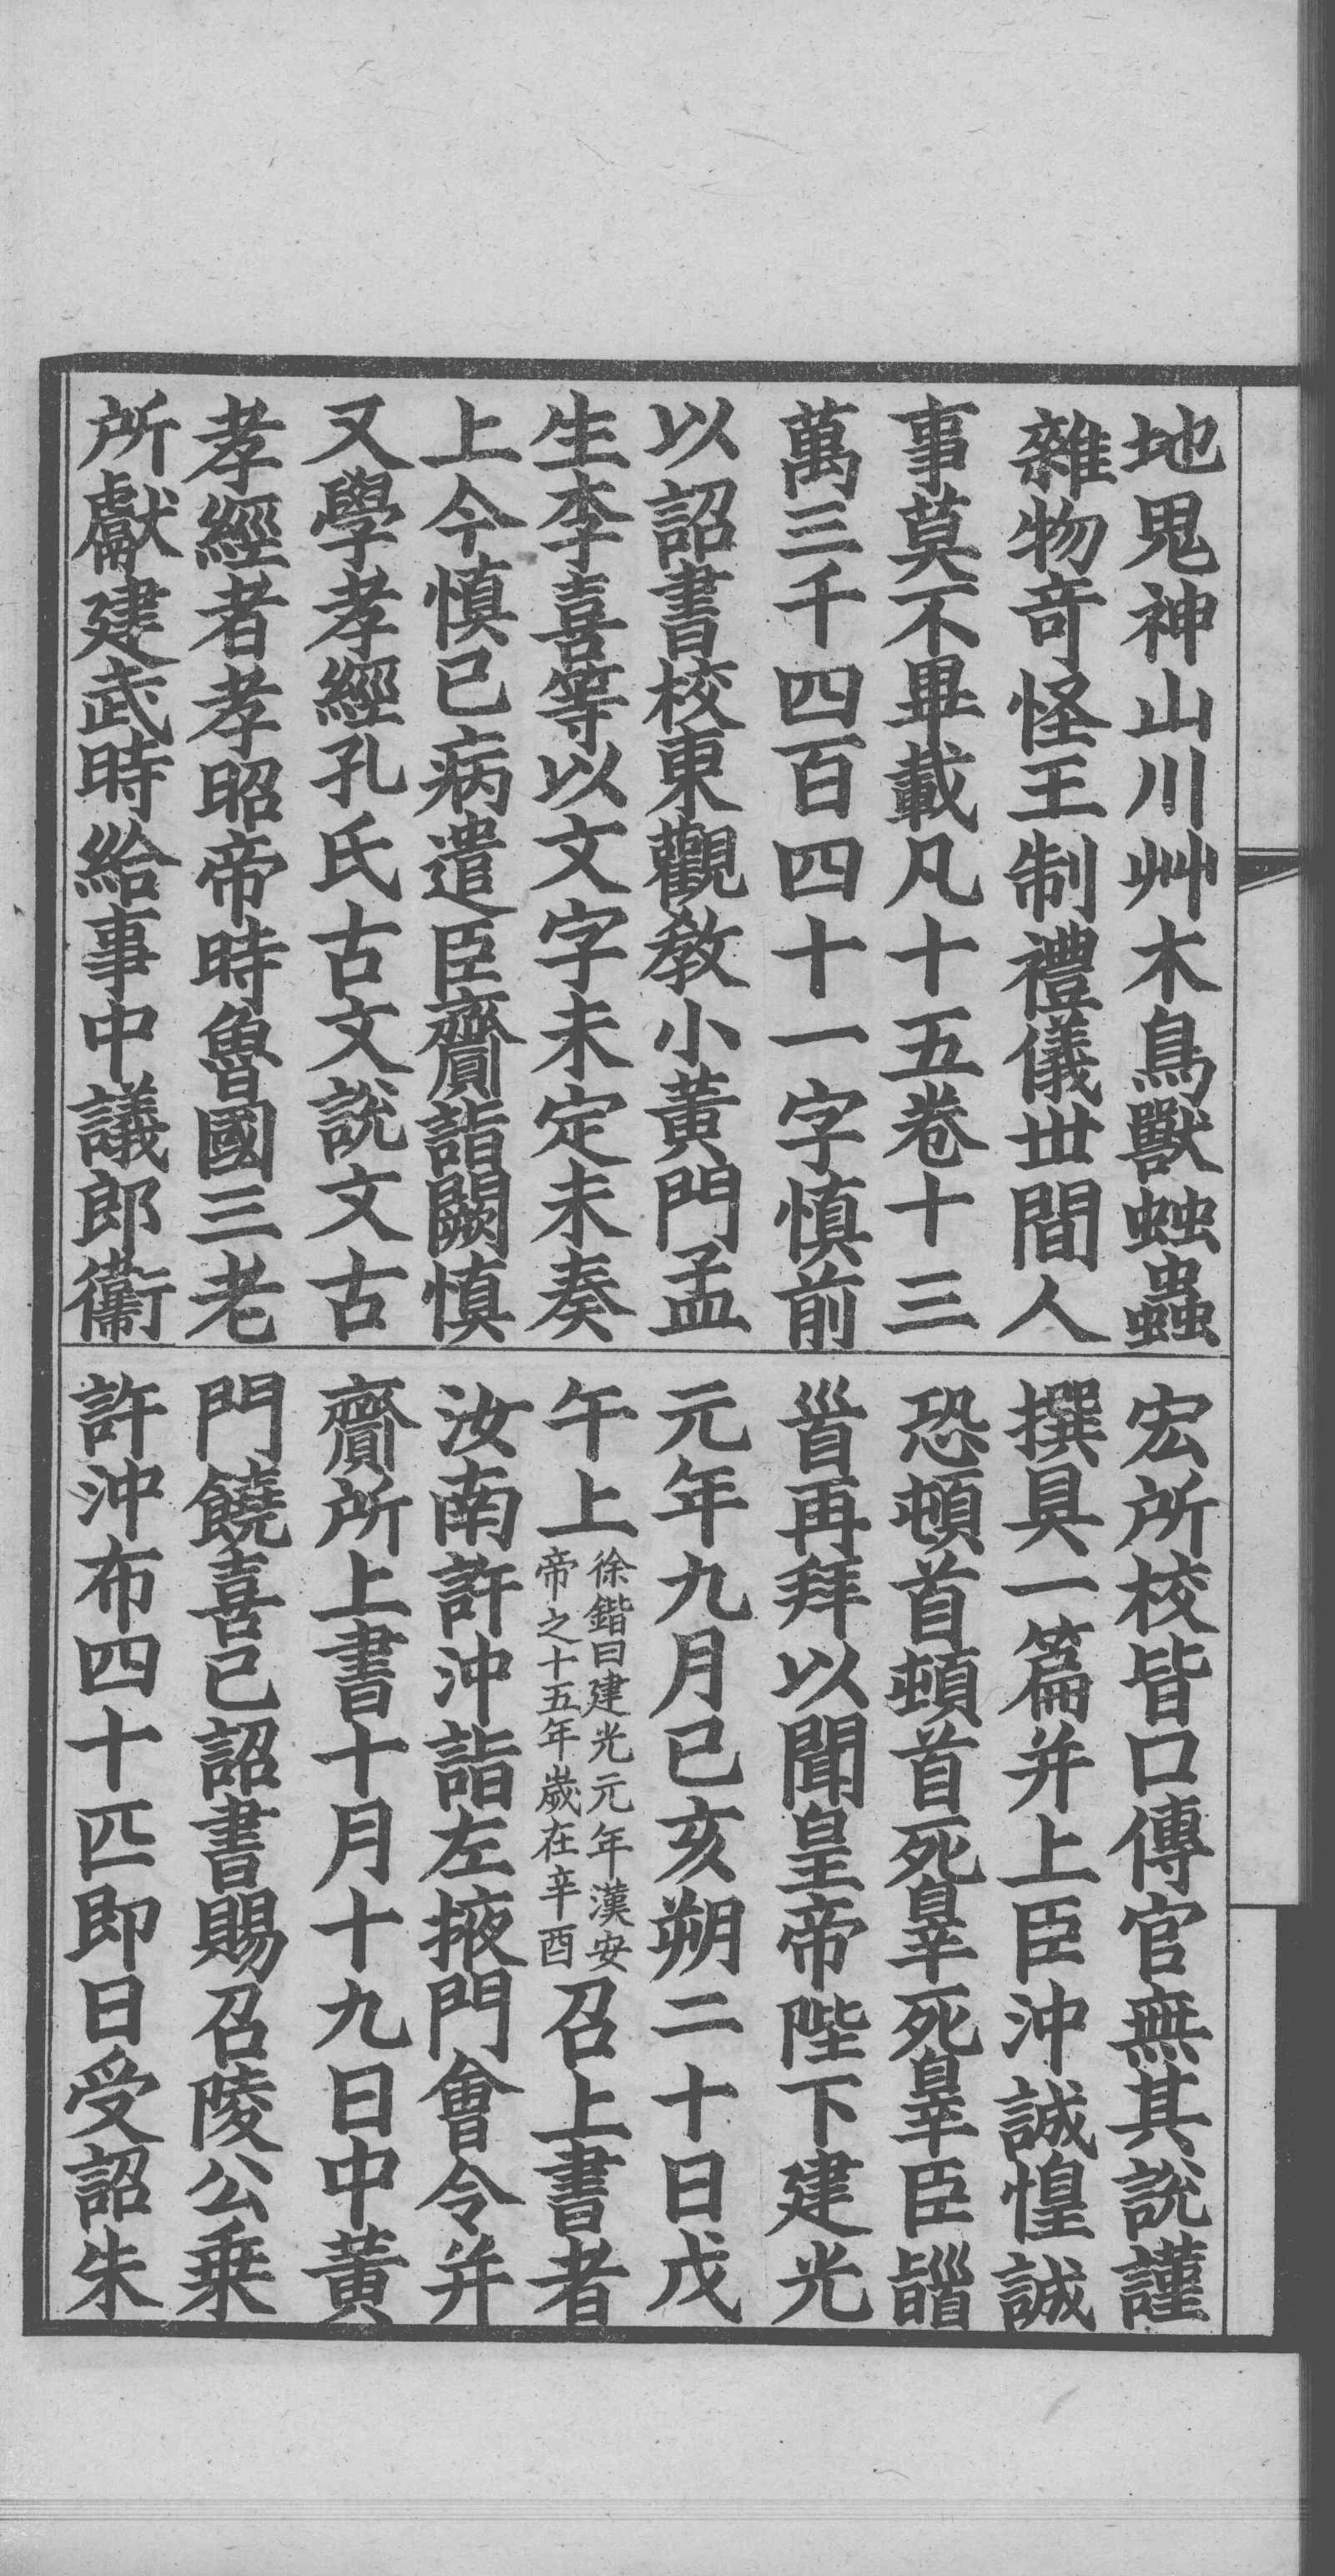 地鬼神山川艸木鳥獸䖵蟲
雜物奇怪王制禮儀丗間人
事莫不畢載凡十五卷十三
萬三千四百四十一字慎前
以詔書校東觀教小黃門孟
生李喜等以文字未定未奏
上今慎已病遣臣齎詣闕慎
又學孝經孔氏古文說文古
孝經者孝昭帝時魯國三老
所獻建武時給事中議郎衞
宏所校皆口傳官無其說謹
撰具一篇并上臣沖誠惶誠
恐頓首頓首死辠死辠臣䭫
𩠐再拜以聞皇帝陛下建光
元年九月己亥朔二十日戊
午上徐鍇曰建光元年漢安
帝之十五年歲在辛酉召上書者
汝南許沖詣左掖門會令并
齎所上書十月十九日中黃
門饒喜已詔書賜召陵公乗
許沖布四十匹即日受詔朱